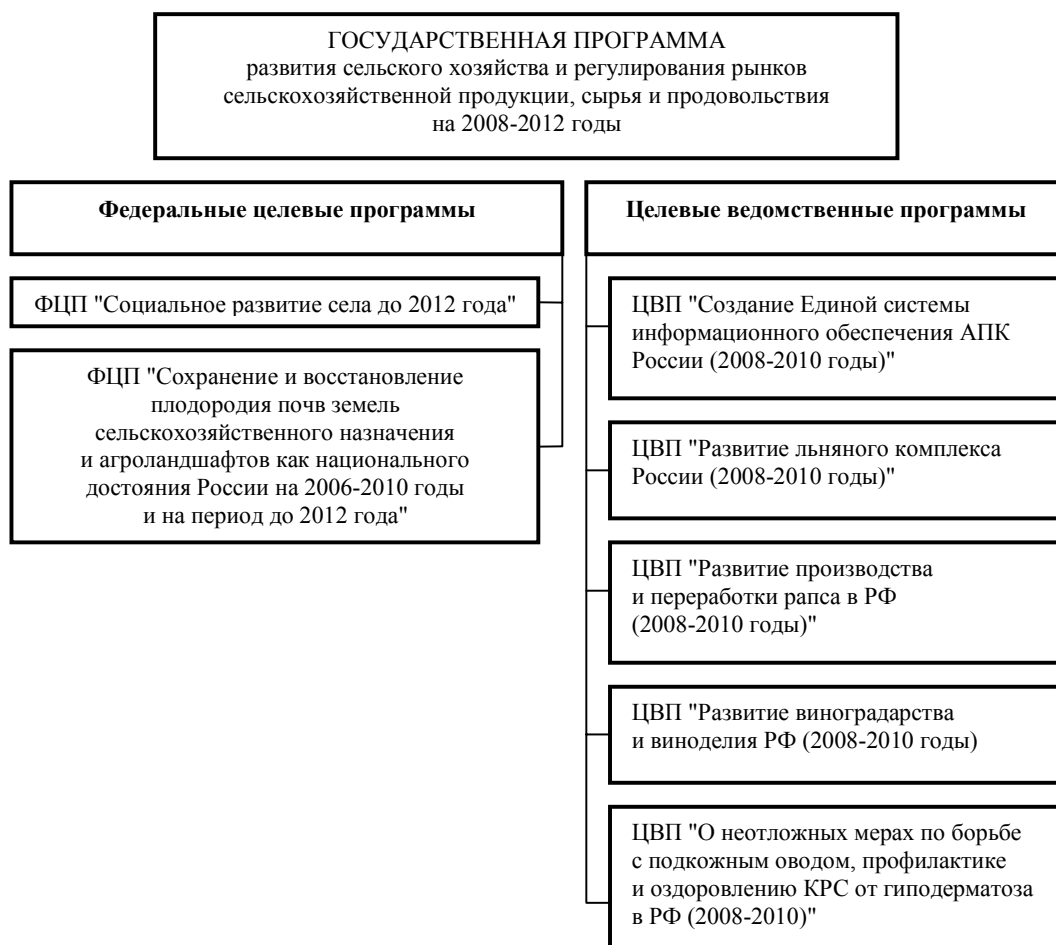 ГОСУДАРСТВЕННАЯ ПРОГРАММА
развития сельского хозяйства и регулирования рынков
сельскохозяйственной продукции, сырья и продовольствия
на 2008-2012 годы
Федеральные целевые программы
ФЦП "Социальное развитие села до 2012 года"
ФЦП "Сохранение и восстановление
плодородия почв земель
сельскохозяйственного назначения
и агроландшафтов как национального
достояния России на 2006-2010 годы
и на период до 2012 года"
Целевые ведомственные программы
ЦВП "Создание Единой системы
информационного обеспечения АПК
России (2008-2010 годы)"
ЦВП "Развитие льняного комплекса
России (2008-2010 годы)"
ЦВП "Развитие производства
и переработки рапса в РФ
(2008-2010 годы)"
ЦВП "Развитие виноградарства
и виноделия РФ (2008-2010 годы)
ЦВП "О неотложных мерах по борьбе
с подкожным оводом, профилактике
и оздоровлению КРС от гиподерматоза
в РФ (2008-2010)"